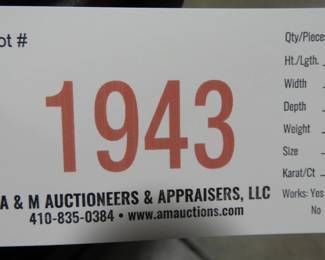 ot #
1943
A & M AUCTIONEERS & APPRAISERS, LLC
410-835-0384 • www.amauctions.com
Qty/Pieces
Ht./Lgth.
Width
Depth
Weight
Size
Karat/Ct
Works: Yes
No